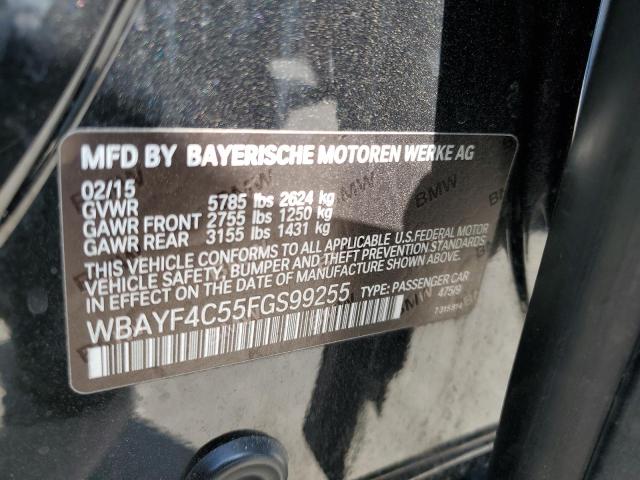 MFD BY BAYERISCHE MOTOREN WERKE AG
02/15
GVWR 5785 lbs 2624 kg
GAWR FRONT 2755 lbs 1250 kg
GAWR REAR 3155 lbs 1431 kg
THIS VEHICLE CONFORMS TO ALL APPLICABLE U.S. FEDERAL MOTOR
VEHICLE SAFETY, BUMPER AND THEFT PREVENTION STANDARDS
IN EFFECT ON THE DATE OF MANUFACTURE SHOWN ABOVE.
WBAYF4C55FGS99255 TYPE: PASSENGER CAR
475/9